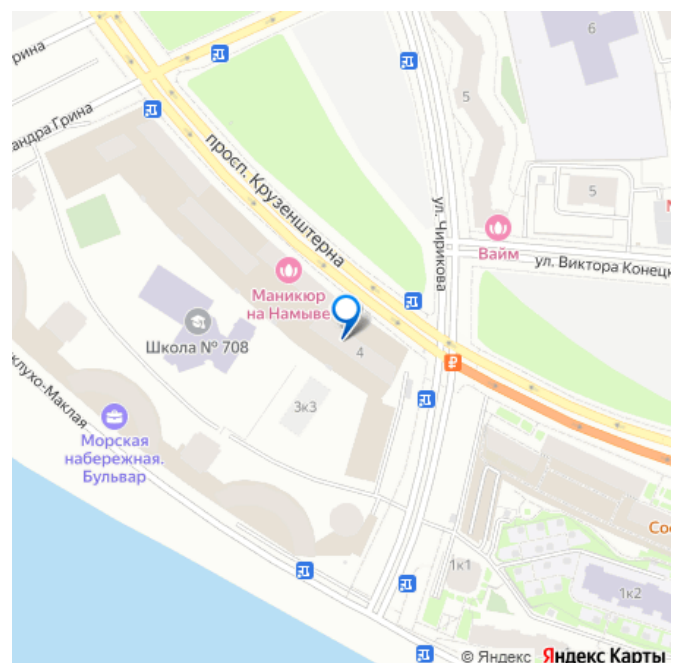 6
рина
андра Грина
5
просп. Крузенштерна
5
ул. Чирикова
Вайм
ул. Виктора Конецк
Маникюр
на Намыве
Школа № 708
4
₽
клухо-Маклая
3к3
Морская
набережная.
Бульвар
Сос
1к1
1к2
© Яндекс Яндекс Карты